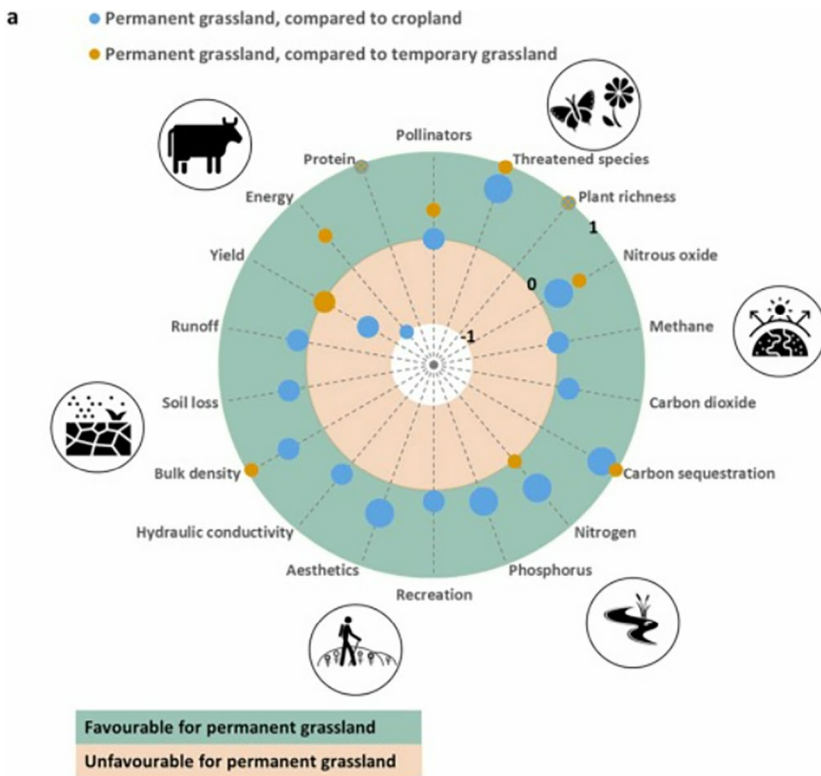 a
Permanent grassland, compared to cropland
Permanent grassland, compared to temporary grassland
Pollinators
Protein
Threatened species
Energy
Plant richness
1
Yield
Nitrous oxide
0
Runoff
Methane
-1
Soil loss
Carbon dioxide
Bulk density
Carbon sequestration
Hydraulic conductivity
Nitrogen
Aesthetics
Phosphorus
Recreation
Favourable for permanent grassland
Unfavourable for permanent grassland